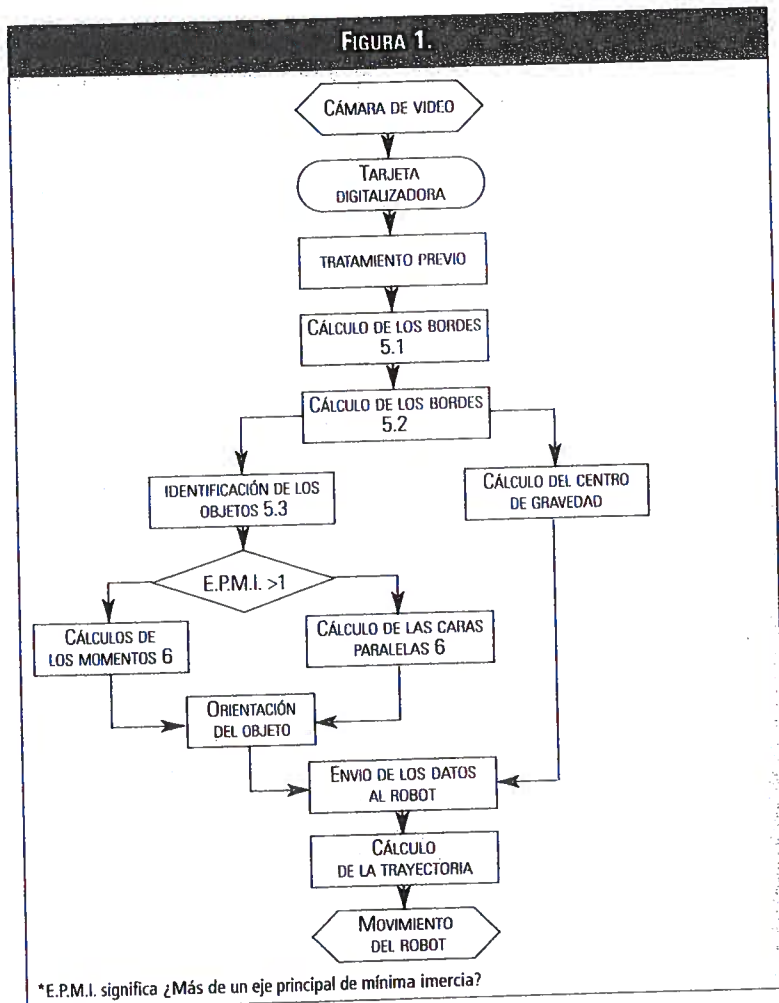 FIGURA 1.
CÁMARA DE VIDEO
TARJETA
DIGITALIZADORA
TRATAMIENTO PREVIO
CÁLCULO DE LOS BORDES
5.1
CÁLCULO DE LOS BORDES
5.2
IDENTIFICACIÓN DE LOS
OBJETOS 5.3
CÁLCULO DEL CENTRO
DE GRAVEDAD
E.P.M.I. >1
CÁLCULOS DE
LOS MOMENTOS 6
CÁLCULO DE LAS CARAS
PARALELAS 6
ORIENTACIÓN
DEL OBJETO
ENVIO DE LOS DATOS
AL ROBOT
CÁLCULO
DE LA TRAYECTORIA
MOVIMIENTO
DEL ROBOT
*E.P.M.I. significa ¿Más de un eje principal de mínima imercia?